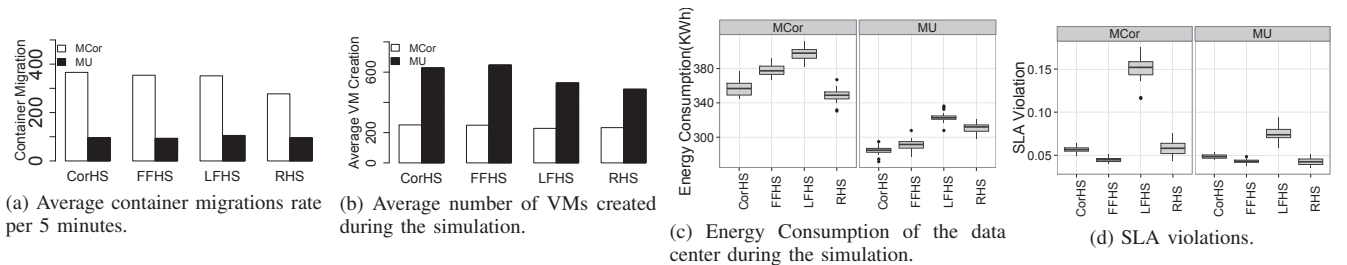 Container Migration
0 100 200 400
MCor
MU
CorHS FFHS LFHS RHS
(a) Average container migrations rate
per 5 minutes.
Average VM Creation
0 200 600
MCor
MU
CorHS FFHS LFHS RHS
(b) Average number of VMs created
during the simulation.
Energy Consumption(KWh)
MCor MU
380
340
300
CorHS FFHS LFHS RHS CorHS FFHS LFHS RHS
(c) Energy Consumption of the data
center during the simulation.
SLA Violation
MCor MU
0.15
0.10
0.05
CorHS FFHS LFHS RHS CorHS FFHS LFHS RHS
(d) SLA violations.